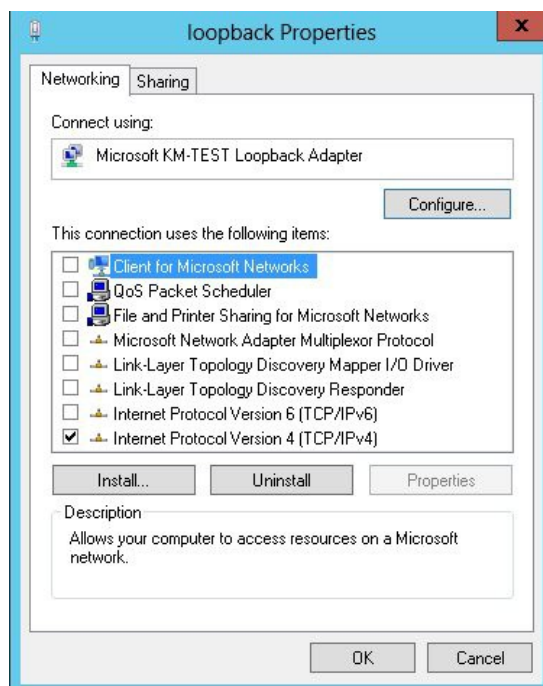 loopback Properties
x
Networking
Sharing
Connect using:
Microsoft KM-TEST Loopback Adapter
Configure...
This connection uses the following items:
Client for Microsoft Networks
QoS Packet Scheduler
File and Printer Sharing for Microsoft Networks
Microsoft Network Adapter Multiplexor Protocol
Link-Layer Topology Discovery Mapper I/O Driver
Link-Layer Topology Discovery Responder
Internet Protocol Version 6 (TCP/IPv6)
Internet Protocol Version 4 (TCP/IPv4)
Install...
Uninstall
Properties
Description
Allows your computer to access resources on a Microsoft
network.
OK
Cancel